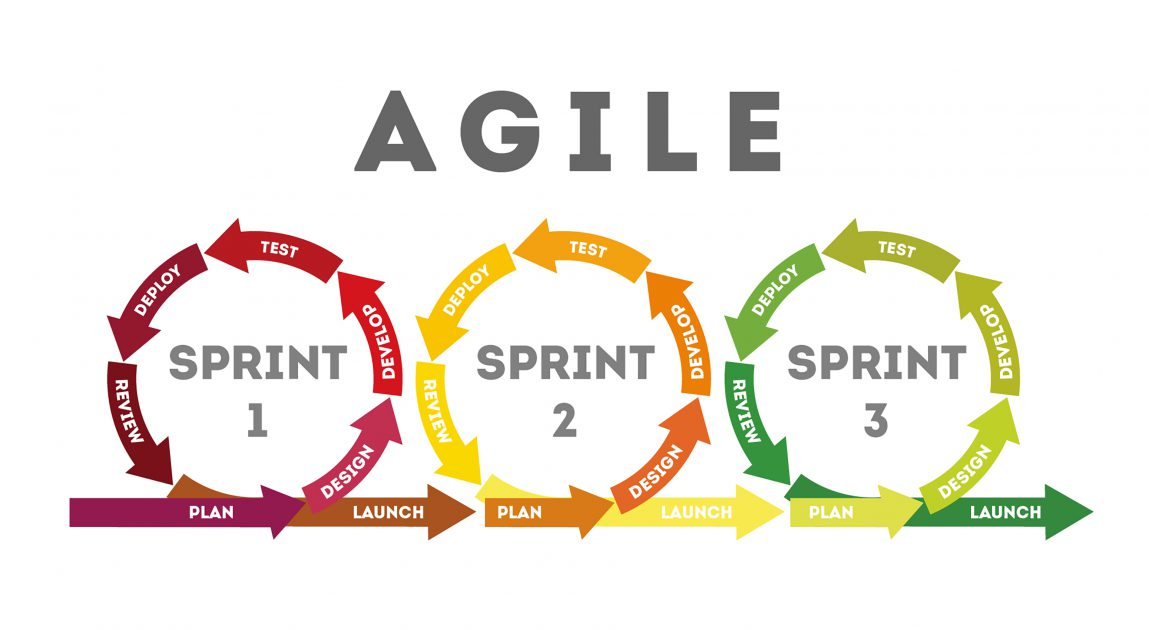 AGILE
TEST
DEPLOY
DEVELOP
SPRINT
1
REVIEW
DESIGN
PLAN
LAUNCH
TEST
DEPLOY
DEVELOP
SPRINT
2
REVIEW
DESIGN
PLAN
LAUNCH
TEST
DEPLOY
DEVELOP
SPRINT
3
REVIEW
DESIGN
PLAN
LAUNCH